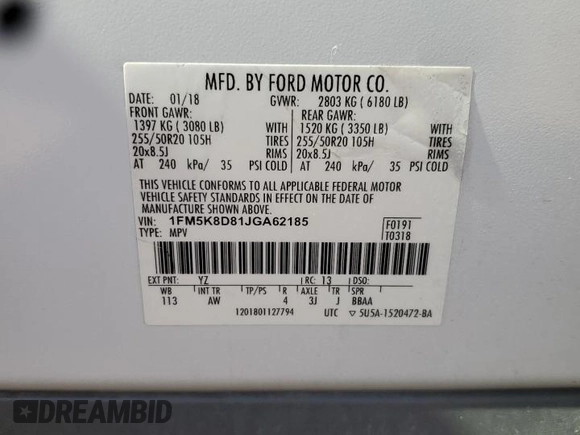 MFD. BY FORD MOTOR CO.
DATE: 01/18 GVWR: 2803 KG ( 6180 LB)
FRONT GAWR: REAR GAWR:
1397 KG ( 3080 LB) WITH 1520 KG ( 3350 LB) WITH
255/50R20 105H TIRES 255/50R20 105H TIRES
20x8.5J RIMS 20x8.5J RIMS
AT 240 kPa/ 35 PSI COLD AT 240 kPa/ 35 PSI COLD
THIS VEHICLE CONFORMS TO ALL APPLICABLE FEDERAL MOTOR
VEHICLE SAFETY STANDARDS IN EFFECT ON THE DATE OF
MANUFACTURE SHOWN ABOVE.
VIN: 1FM5K8D81JGA62185 F0191
TYPE: MPV T0318
EXT PNT: YZ RC: 13 DSO:
WB INT TR TP/PS R AXLE TR SPR
113 AW 4 3J J BBAA
1201801127794 UTC ▽ 5U5A-1520472-BA
DREAMBID